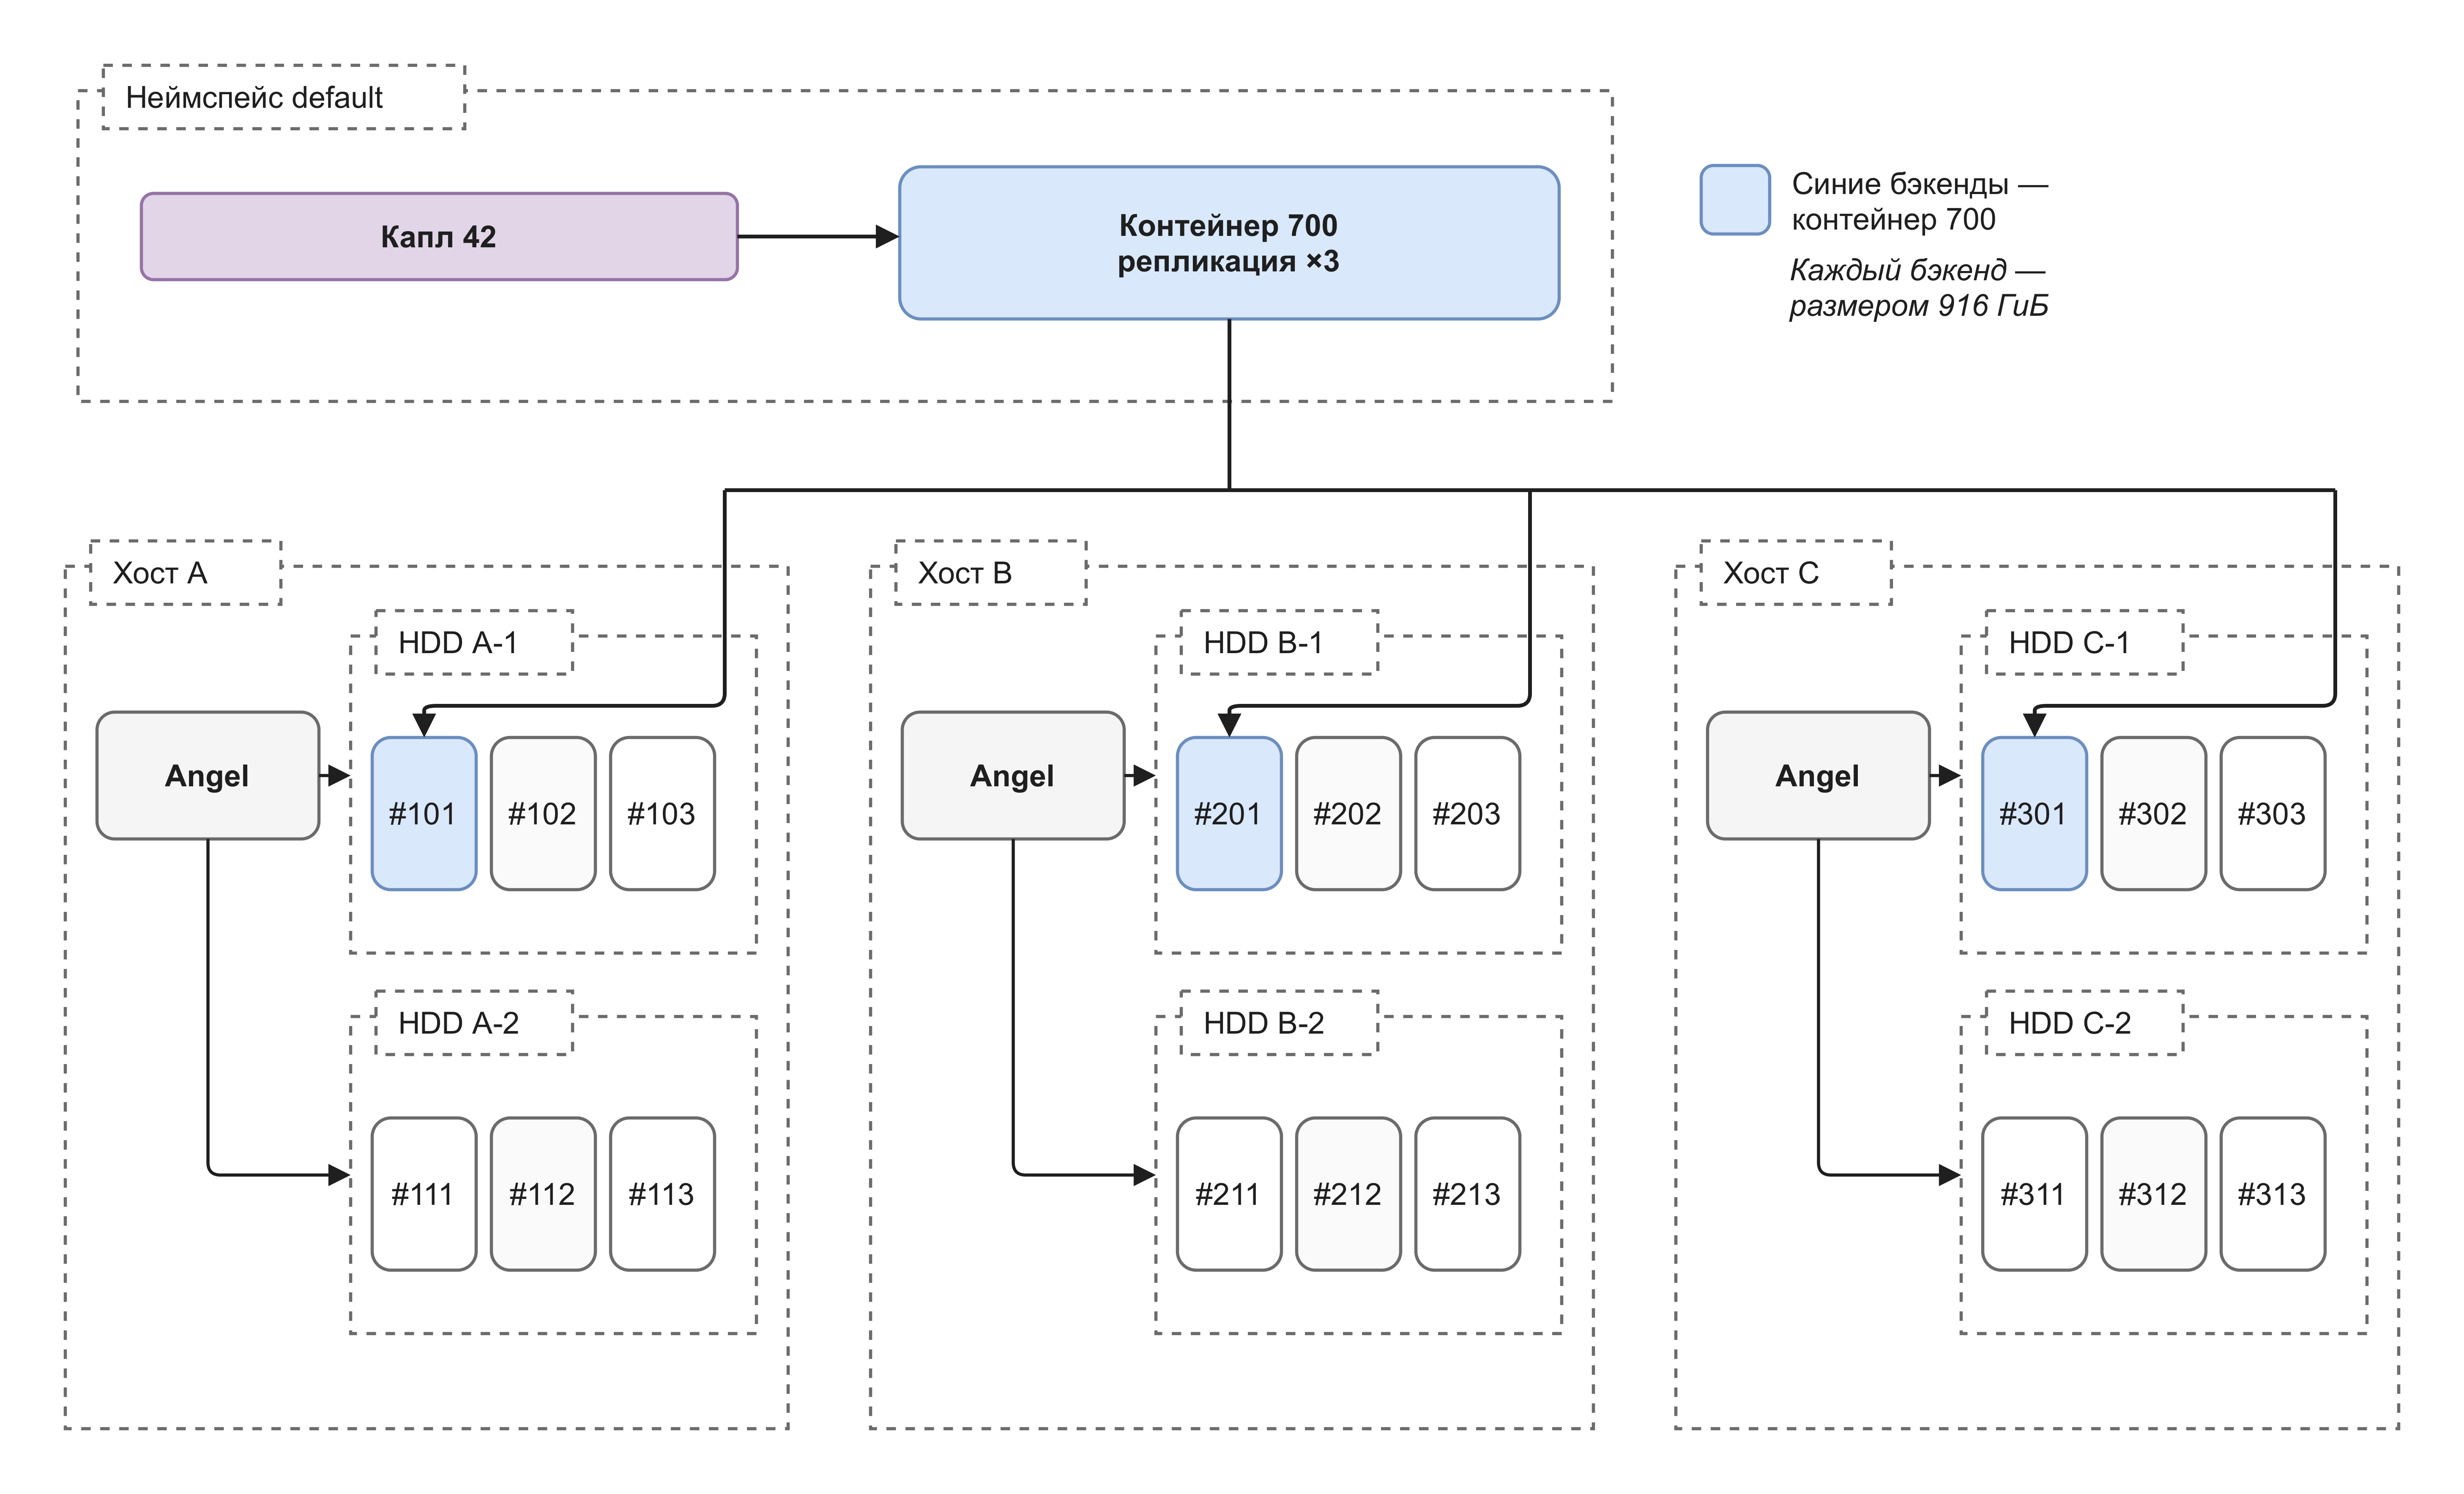 Неймспейс default
Капл 42
Контейнер 700
репликация ×3
Синие бэкенды —
контейнер 700
Каждый бэкенд —
размером 916 ГиБ
Хост A
HDD A-1
Angel
#101
#102
#103
HDD A-2
#111
#112
#113
Хост B
HDD B-1
Angel
#201
#202
#203
HDD B-2
#211
#212
#213
Хост C
HDD C-1
Angel
#301
#302
#303
HDD C-2
#311
#312
#313